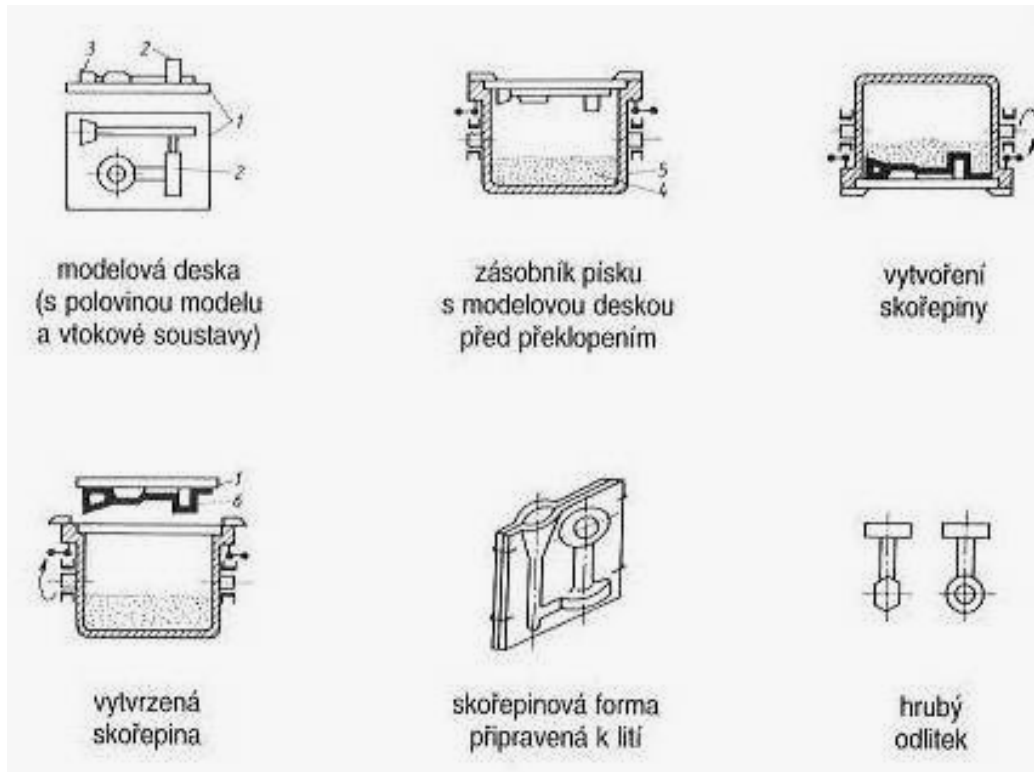 3
2
1
2
modelová deska
(s polovinou modelu
a vtokové soustavy)
5
4
zásobník pisku
s modelovou deskou
před překlopením
vytvoření
skořepiny
1
6
vytvrzená
skořepina
skořepinová forma
připravená k lití
hrubý
odlitek